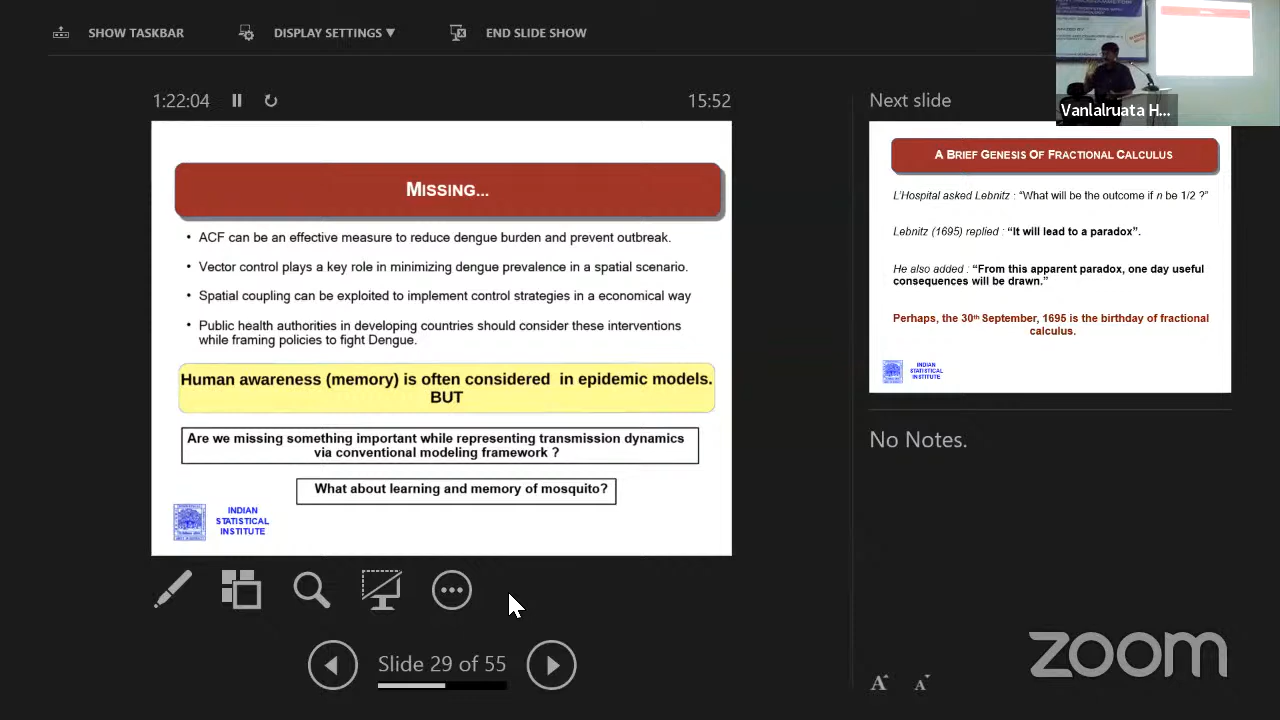 SHOW TASKBAR
DISPLAY SETTINGS ▼
END SLIDE SHOW
1:22:04
15:52
MISSING...
• ACF can be an effective measure to reduce dengue burden and prevent outbreak.
• Vector control plays a key role in minimizing dengue prevalence in a spatial scenario.
• Spatial coupling can be exploited to implement control strategies in a economical way
• Public health authorities in developing countries should consider these interventions
while framing policies to fight Dengue.
Human awareness (memory) is often considered in epidemic models.
BUT
Are we missing something important while representing transmission dynamics
via conventional modeling framework ?
What about learning and memory of mosquito?
INDIAN
STATISTICAL
INSTITUTE
Slide 29 of 55
Vanlalruata H...
Next slide
A BRIEF GENESIS OF FRACTIONAL CALCULUS
L'Hospital asked Lebnitz : “What will be the outcome if n be 1/2 ?”
Lebnitz (1695) replied : “It will lead to a paradox”.
He also added : “From this apparent paradox, one day useful
consequences will be drawn.”
Perhaps, the 30th September, 1695 is the birthday of fractional
calculus.
INDIAN
STATISTICAL
INSTITUTE
No Notes.
A A
zoom